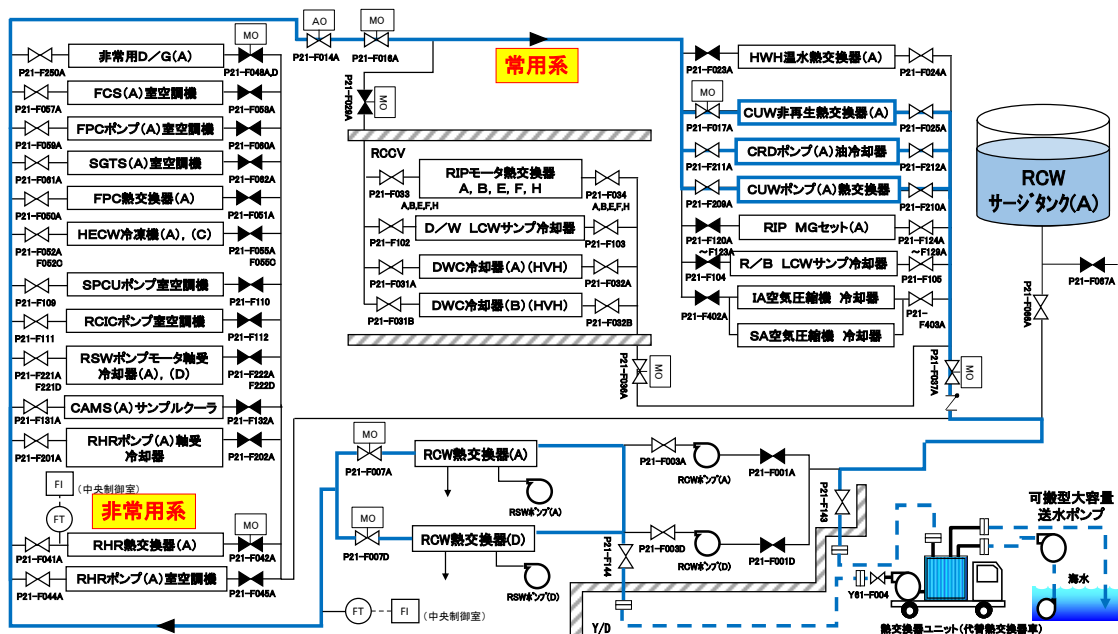 AO
MO
P21-F014A
P21-F016A
常用系
MO
P21-F029A
非常用D/G(A)
MO
P21-F250A
P21-F048A,D
FCS(A)室空調機
P21-F057A
P21-F058A
FPCポンプ(A)室空調機
P21-F059A
P21-F060A
SGTS(A)室空調機
P21-F061A
P21-F062A
FPC熱交換器(A)
P21-F050A
P21-F051A
HECW冷凍機(A), (C)
P21-F052A
F052C
P21-F055A
F055C
SPCUポンプ室空調機
P21-F109
P21-F110
RCICポンプ室空調機
P21-F111
P21-F112
RSWポンプモータ軸受
冷却器(A), (D)
P21-F221A
F221D
P21-F222A
F222D
CAMS(A)サンプルクーラ
P21-F131A
P21-F132A
RHRポンプ(A)軸受
冷却器
P21-F201A
P21-F202A
FI
(中央制御室)
FT
非常用系
MO
RHR熱交換器(A)
P21-F041A
P21-F042A
RHRポンプ(A)室空調機
P21-F044A
P21-F045A
FT
FI
(中央制御室)
RCCV
RIPモータ熱交換器
A, B, E, F, H
P21-F033
A,B,E,F,H
P21-F034
A,B,E,F,H
D/W LCWサンプ冷却器
P21-F102
P21-F103
DWC冷却器(A)(HVH)
P21-F031A
P21-F032A
DWC冷却器(B)(HVH)
P21-F031B
P21-F032B
P21-F036A
MO
HWH温水熱交換器(A)
P21-F023A
P21-F024A
MO
CUW非再生熱交換器(A)
P21-F017A
P21-F025A
CRDポンプ(A)油冷却器
P21-F211A
P21-F212A
CUWポンプ(A)熱交換器
P21-F209A
P21-F210A
RIP MGセット(A)
P21-F120A
~F123A
P21-F124A
~F129A
R/B LCWサンプ冷却器
P21-F104
P21-F105
IA空気圧縮機 冷却器
P21-F402A
P21-
F403A
SA空気圧縮機 冷却器
P21-F037A
MO
RCW
サージタンク(A)
P21-F067A
P21-F066A
MO
P21-F007A
RCW熱交換器(A)
RSWポンプ(A)
P21-F003A
RCWポンプ(A)
P21-F001A
MO
P21-F007D
RCW熱交換器(D)
RSWポンプ(D)
P21-F003D
RCWポンプ(D)
P21-F001D
P21-F144
P21-F143
Y/D
Y61-F004
熱交換器ユニット(代替熱交換器車)
可搬型大容量
送水ポンプ
海水